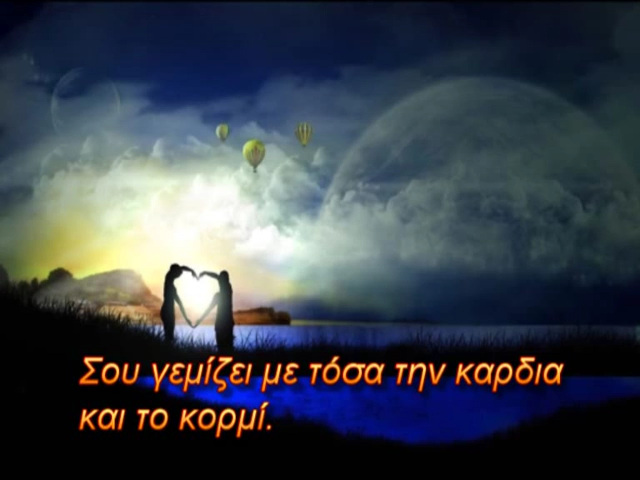 Σου γεμίζει με τόσα την καρδια
και το κορμί.